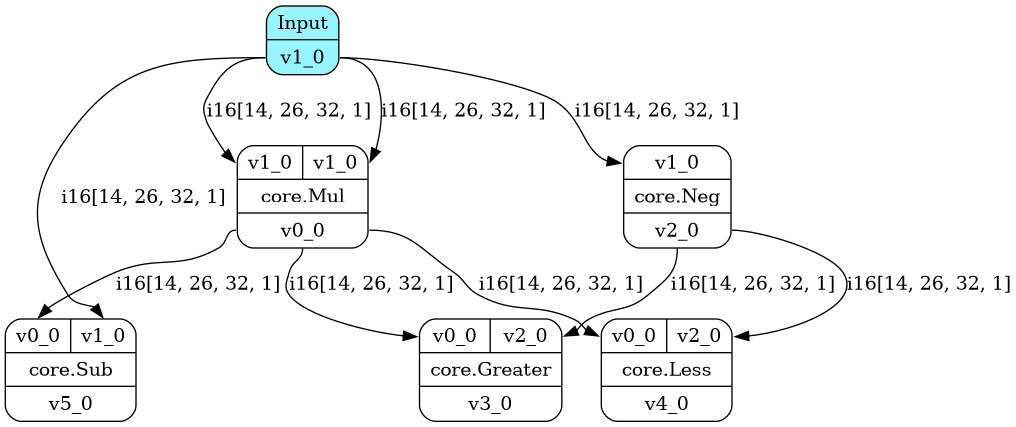 Input
v1_0
i16[14, 26, 32, 1]
i16[14, 26, 32, 1]
i16[14, 26, 32, 1]
i16[14, 26, 32, 1]
v1_0
v1_0
core.Mul
v0_0
v1_0
core.Neg
v2_0
i16[14, 26, 32, 1]
i16[14, 26, 32, 1]
i16[14, 26, 32, 1]
i16[14, 26, 32, 1]
i16[14, 26, 32, 1]
v0_0
v1_0
core.Sub
v5_0
v0_0
v2_0
core.Greater
v3_0
v0_0
v2_0
core.Less
v4_0